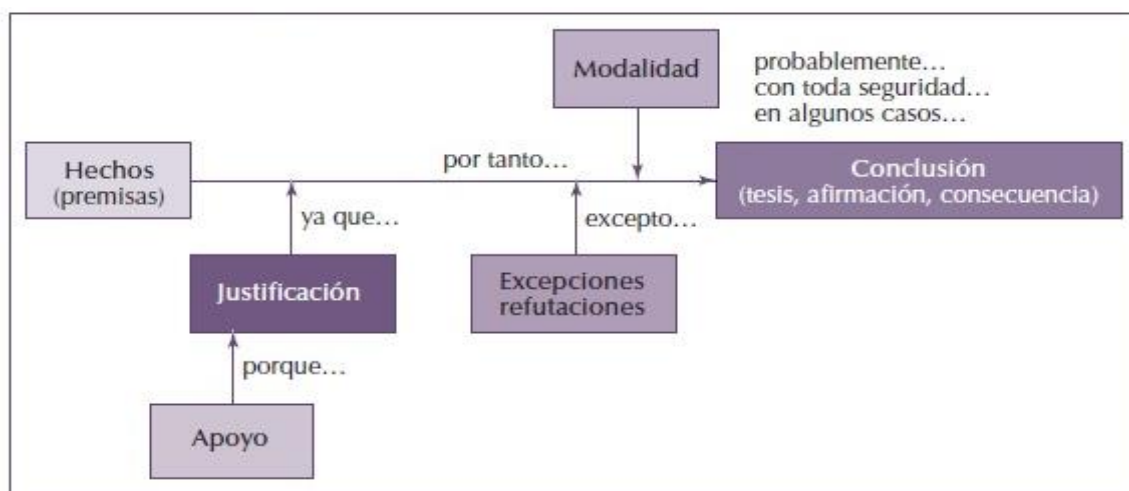 Modalidad
probablemente…
con toda seguridad…
en algunos casos…
Hechos
(premisas)
por tanto…
Conclusión
(tesis, afirmación, consecuencia)
ya que…
excepto…
Justificación
Excepciones
refutaciones
porque…
Apoyo